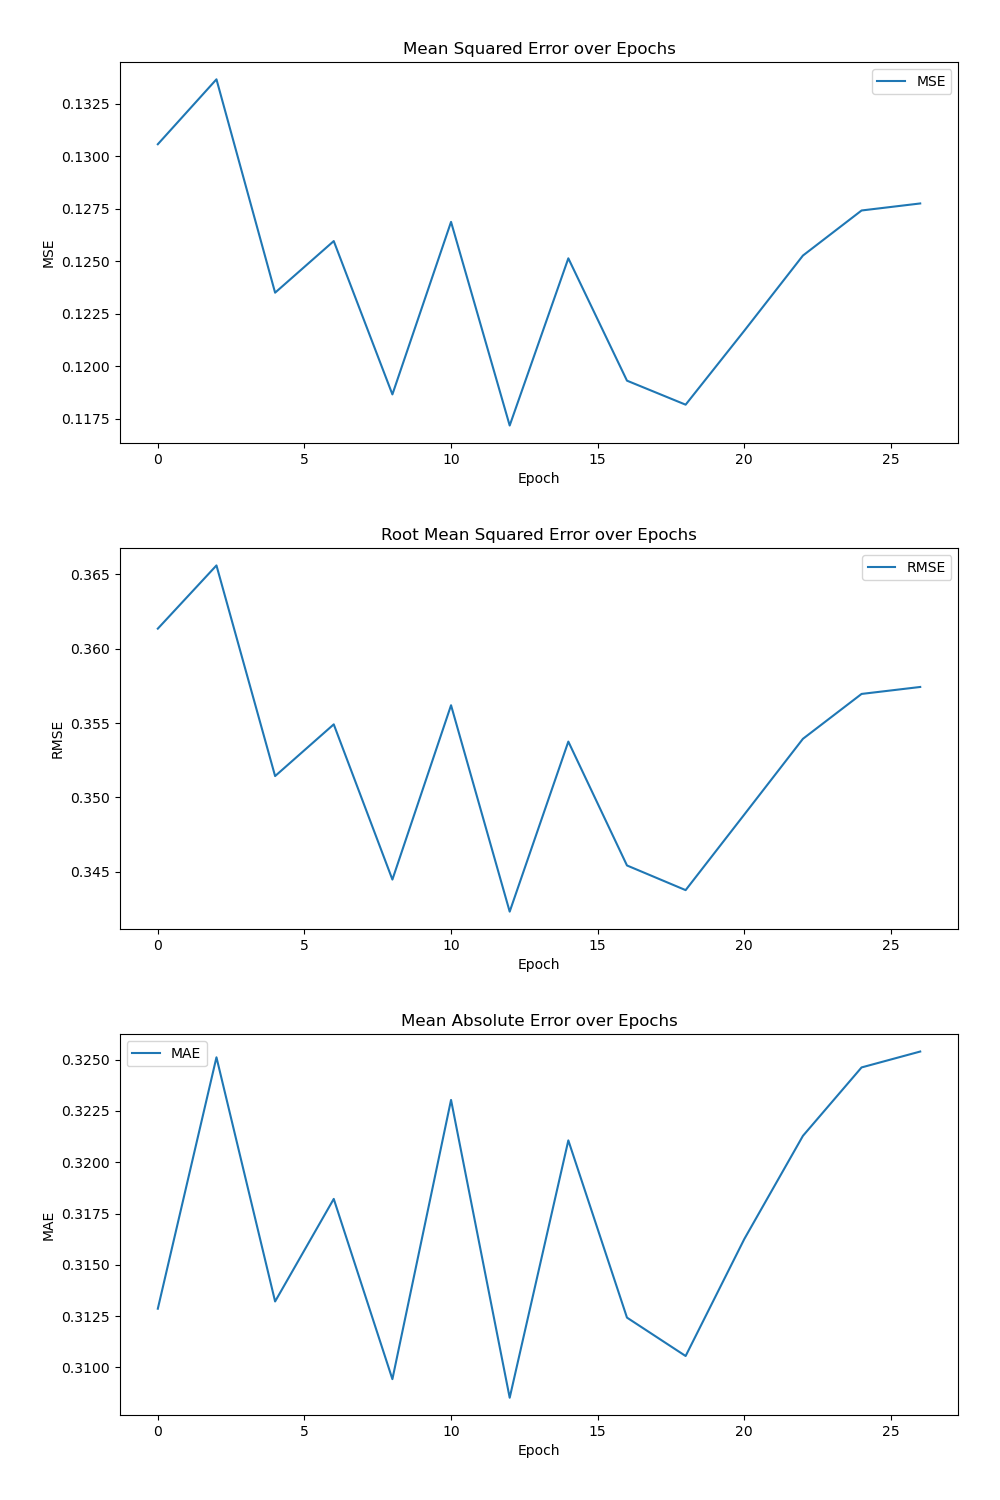 Mean Squared Error over Epochs
MSE
0.1325
0.1300
0.1275
0.1250
0.1225
0.1200
0.1175
MSE
0 5 10 15 20 25
Epoch
Root Mean Squared Error over Epochs
RMSE
0.365
0.360
0.355
0.350
0.345
RMSE
0 5 10 15 20 25
Epoch
Mean Absolute Error over Epochs
MAE
0.3250
0.3225
0.3200
0.3175
0.3150
0.3125
0.3100
MAE
0 5 10 15 20 25
Epoch